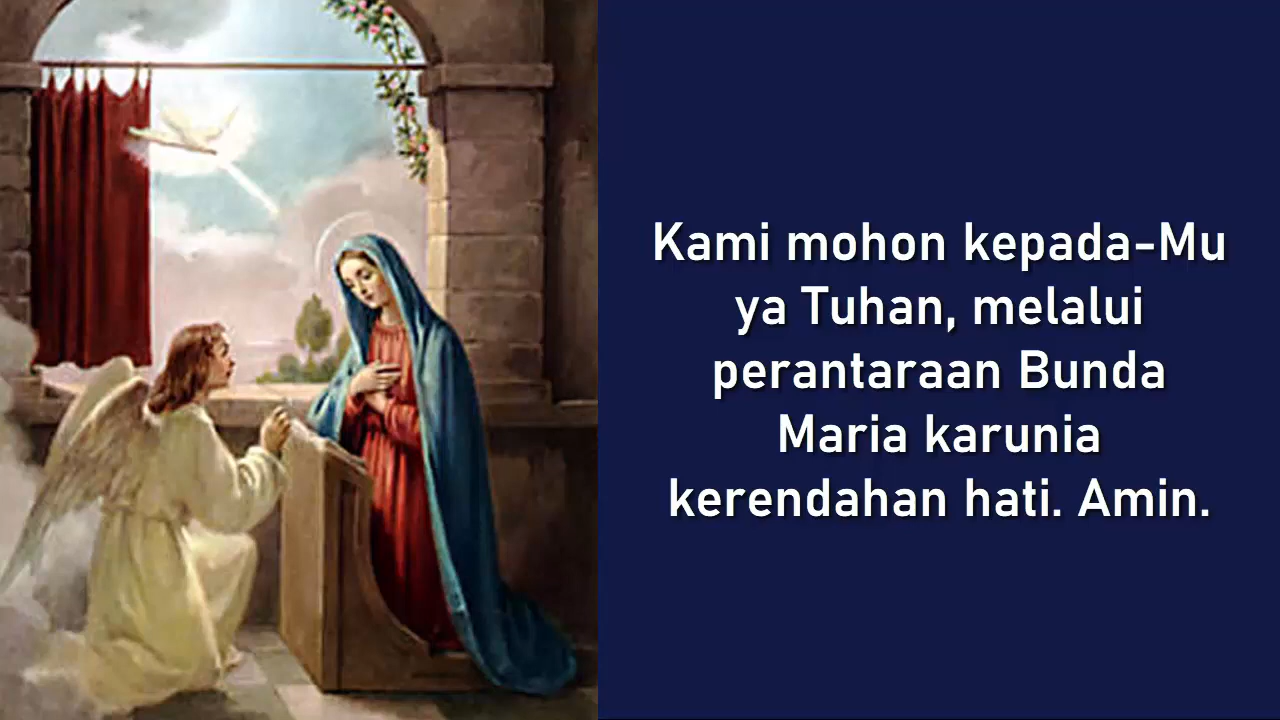 Kami mohon kepada-Mu
ya Tuhan, melalui
perantaraan Bunda
Maria karunia
kerendahan hati. Amin.